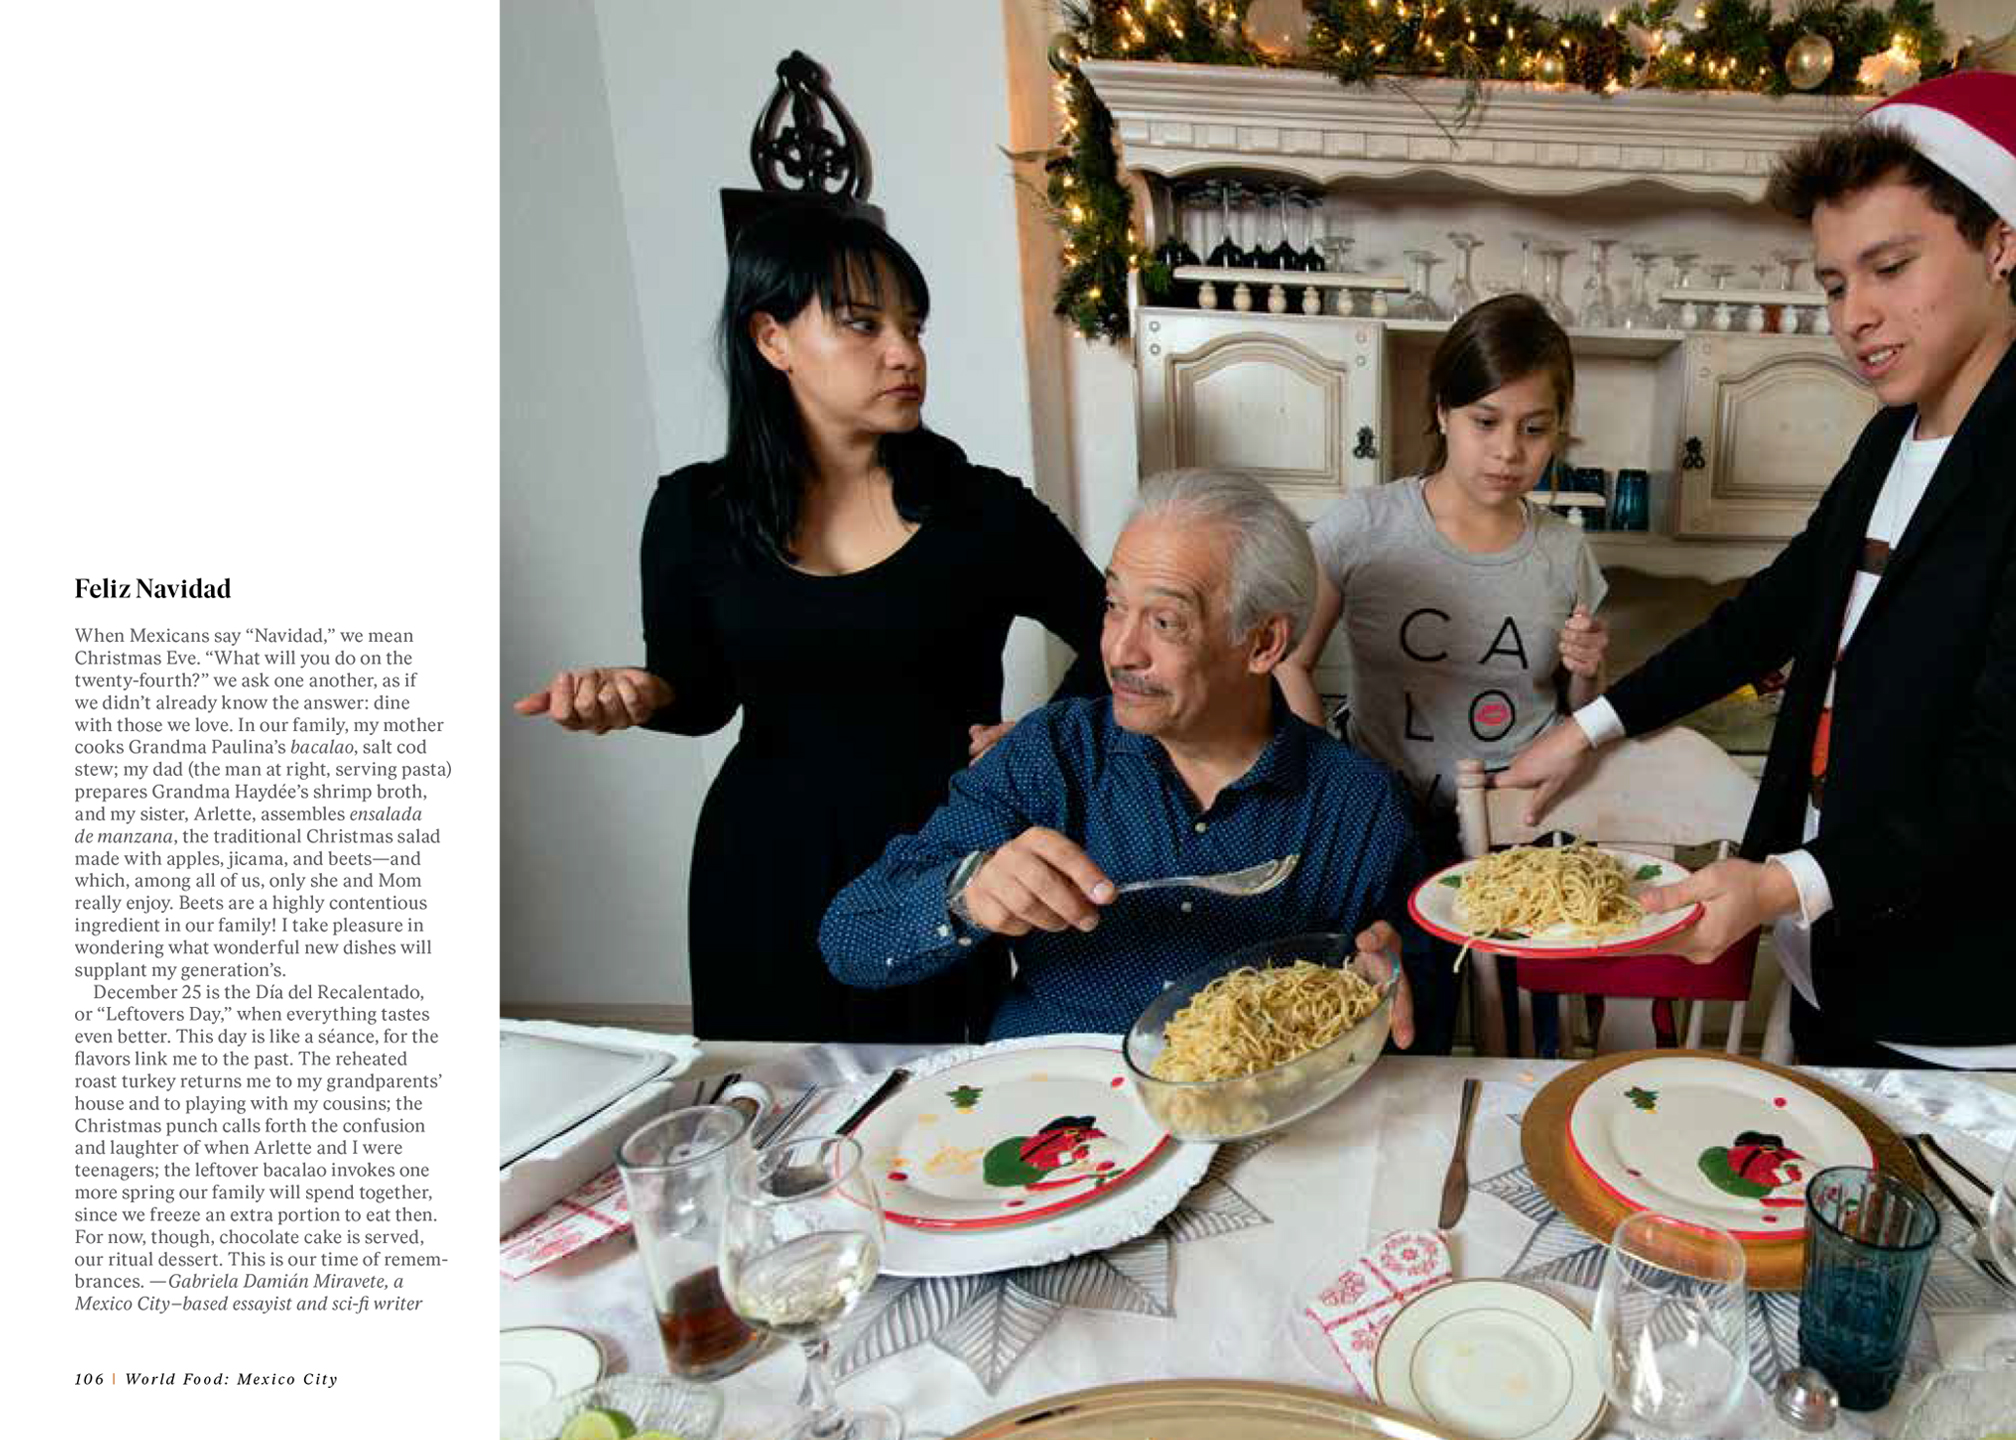 Feliz Navidad
When Mexicans say “Navidad,” we mean
Christmas Eve. “What will you do on the
twenty-fourth?” we ask one another, as if
we didn’t already know the answer: dine
with those we love. In our family, my mother
cooks Grandma Paulina’s bacalao, salt cod
stew; my dad (the man at right, serving pasta)
prepares Grandma Haydée’s shrimp broth,
and my sister, Arlette, assembles ensalada
de manzana, the traditional Christmas salad
made with apples, jicama, and beets—and
which, among all of us, only she and Mom
really enjoy. Beets are a highly contentious
ingredient in our family! I take pleasure in
wondering what wonderful new dishes will
supplant my generation’s.
December 25 is the Día del Recalentado,
or “Leftovers Day,” when everything tastes
even better. This day is like a séance, for the
flavors link me to the past. The reheated
roast turkey returns me to my grandparents’
house and to playing with my cousins; the
Christmas punch calls forth the confusion
and laughter of when Arlette and I were
teenagers; the leftover bacalao invokes one
more spring our family will spend together,
since we freeze an extra portion to eat then.
For now, though, chocolate cake is served,
our ritual dessert. This is our time of remem-
brances. —Gabriela Damián Miravete, a
Mexico City–based essayist and sci-fi writer
106 | World Food: Mexico City
CA
LO